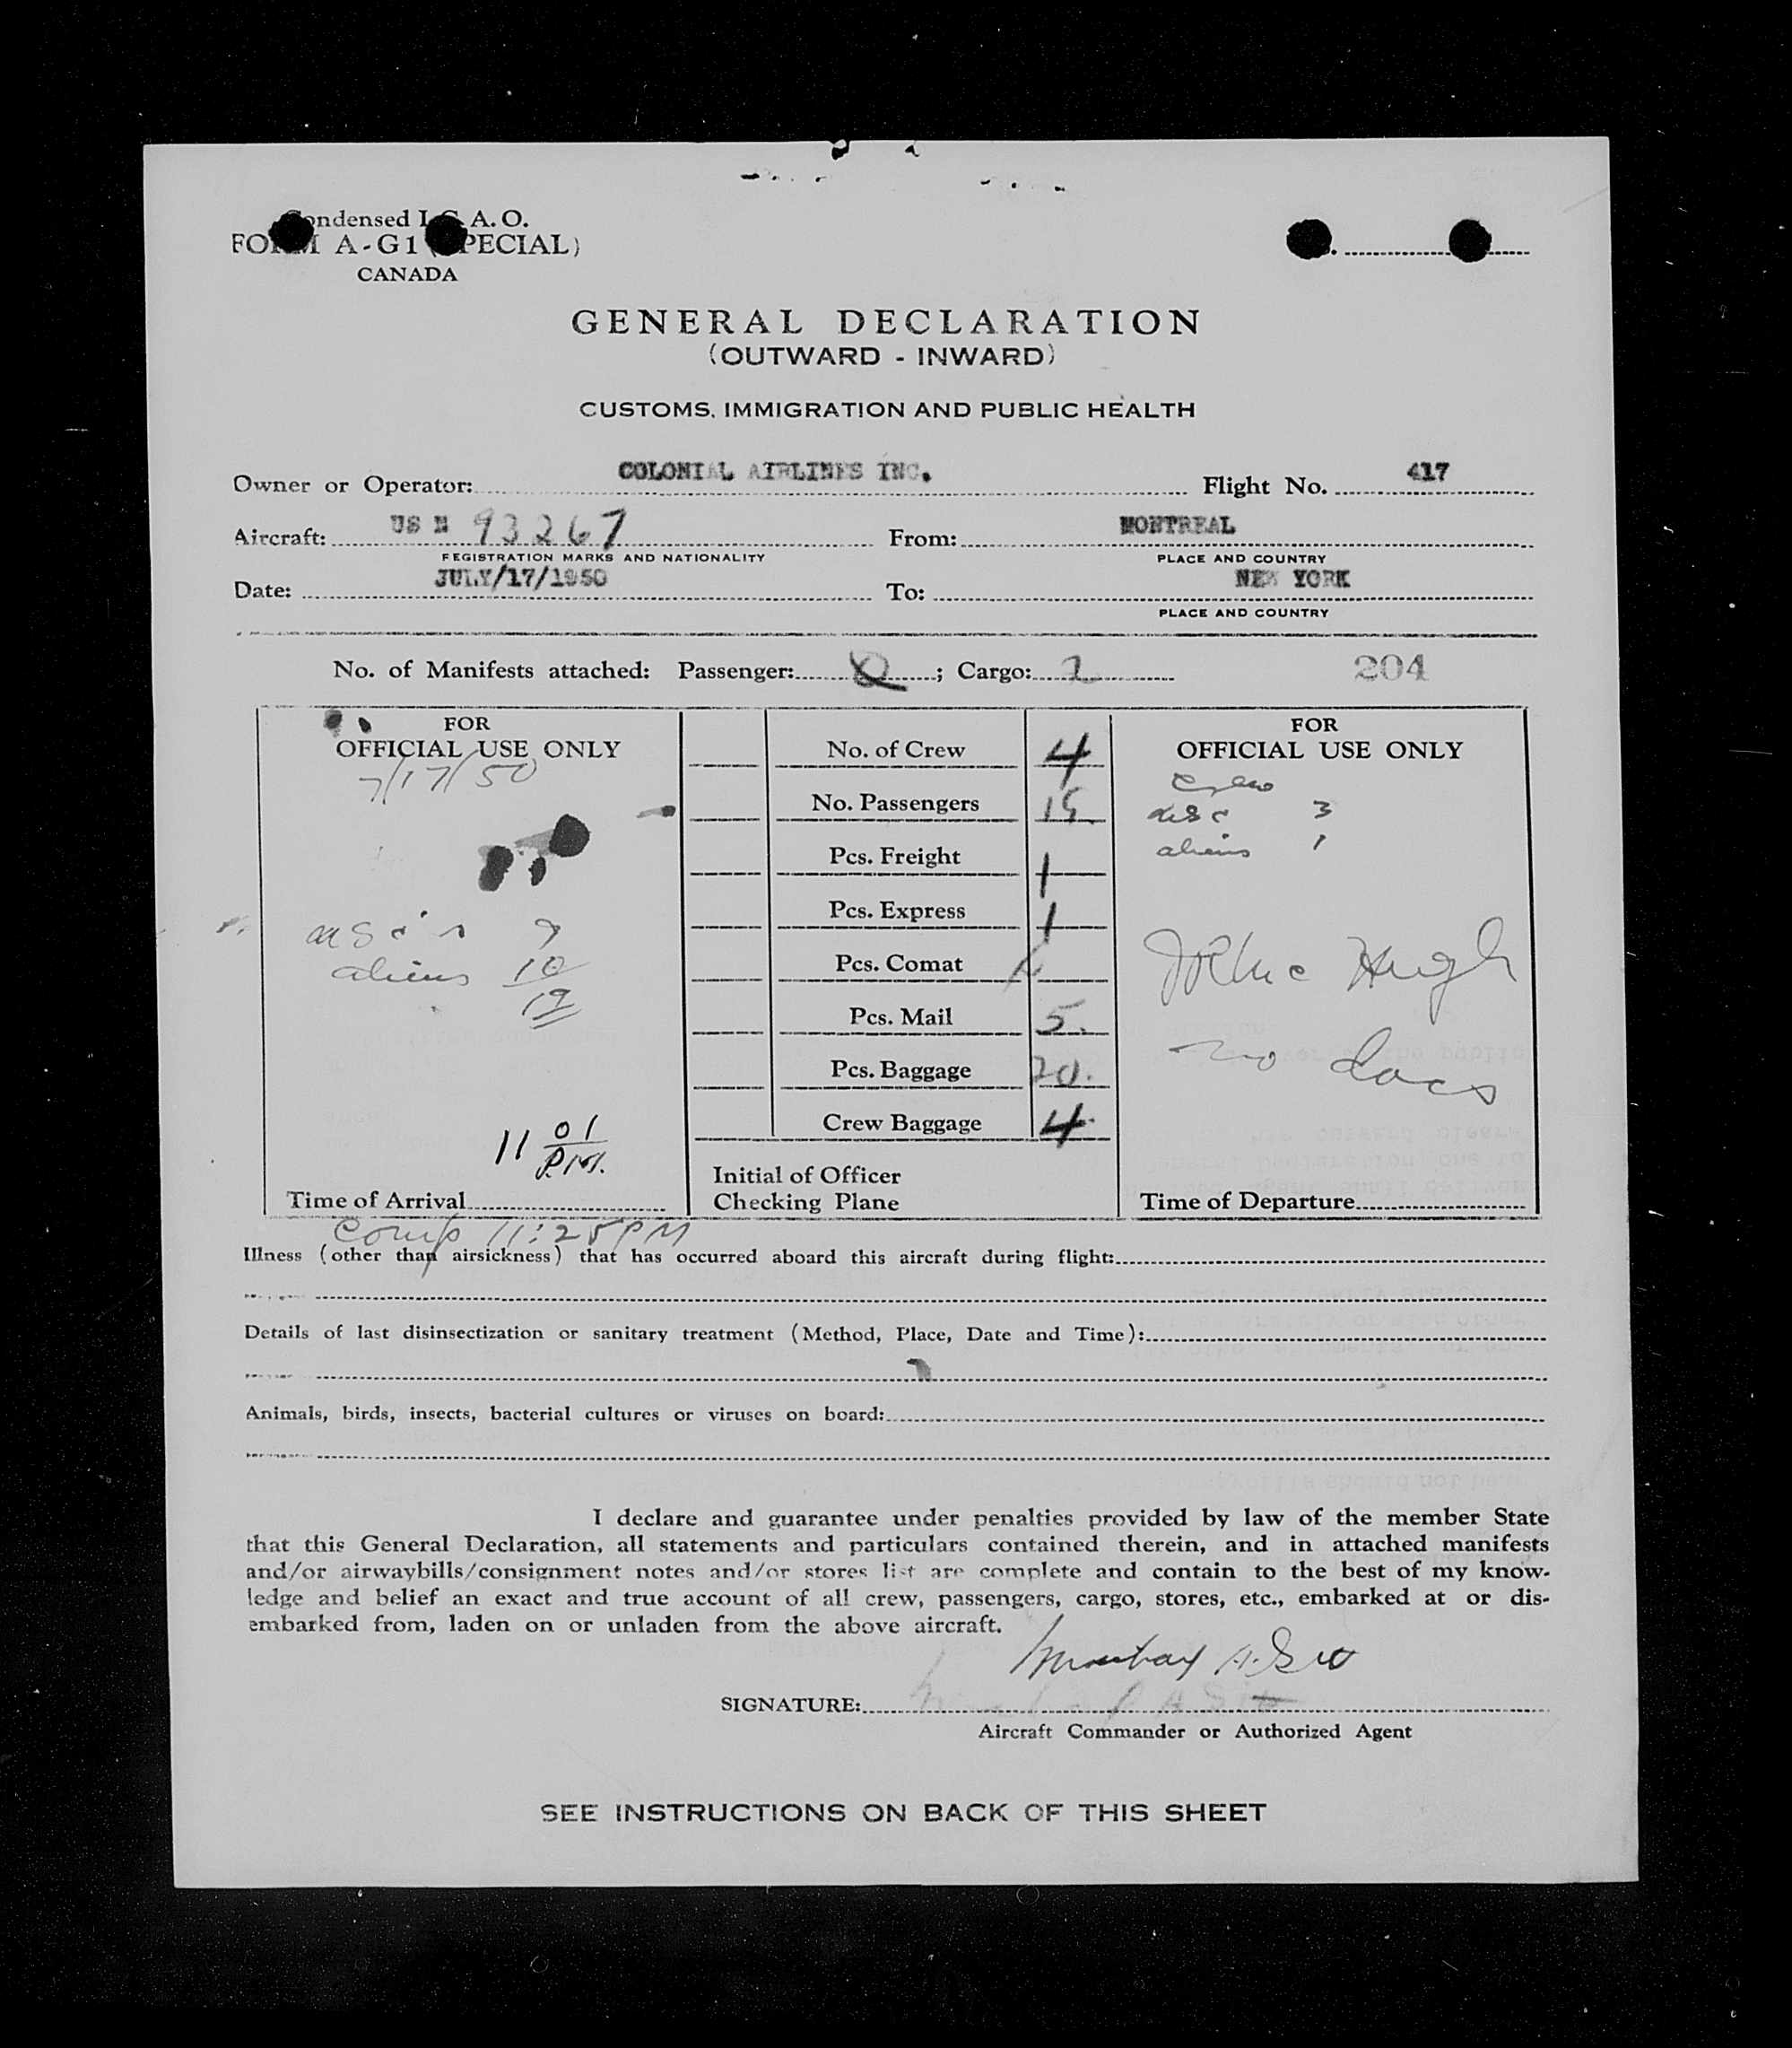 Condensed I.C.A.O.
FORM A-G1 (SPECIAL)
CANADA
GENERAL DECLARATION
(OUTWARD - INWARD)
CUSTOMS, IMMIGRATION AND PUBLIC HEALTH
Owner or Operator: COLONIAL AIRLINES INC. Flight No. 417
Aircraft: US N 93267 From: MONTREAL
REGISTRATION MARKS AND NATIONALITY PLACE AND COUNTRY
Date: JULY/17/1950 To: NEW YORK
PLACE AND COUNTRY
No. of Manifests attached: Passenger: ; Cargo: 2 204
FOR
OFFICIAL USE ONLY
7/17/50
usc's 9
aliens 10
19
11 01
P.M.
Time of Arrival
Comp 11:25 PM
No. of Crew 4
No. Passengers 19.
Pcs. Freight 1
Pcs. Express 1
Pcs. Comat
Pcs. Mail 5.
Pcs. Baggage 20.
Crew Baggage 4
Initial of Officer
Checking Plane
FOR
OFFICIAL USE ONLY
Crew
usc 3
aliens 1
Hugh
no docs
Time of Departure
Illness (other than airsickness) that has occurred aboard this aircraft during flight:
Details of last disinsectization or sanitary treatment (Method, Place, Date and Time):
Animals, birds, insects, bacterial cultures or viruses on board:
I declare and guarantee under penalties provided by law of the member State
that this General Declaration, all statements and particulars contained therein, and in attached manifests
and/or airwaybills/consignment notes and/or stores list are complete and contain to the best of my know-
ledge and belief an exact and true account of all crew, passengers, cargo, stores, etc., embarked at or dis-
embarked from, laden on or unladen from the above aircraft.
SIGNATURE:
Aircraft Commander or Authorized Agent
SEE INSTRUCTIONS ON BACK OF THIS SHEET